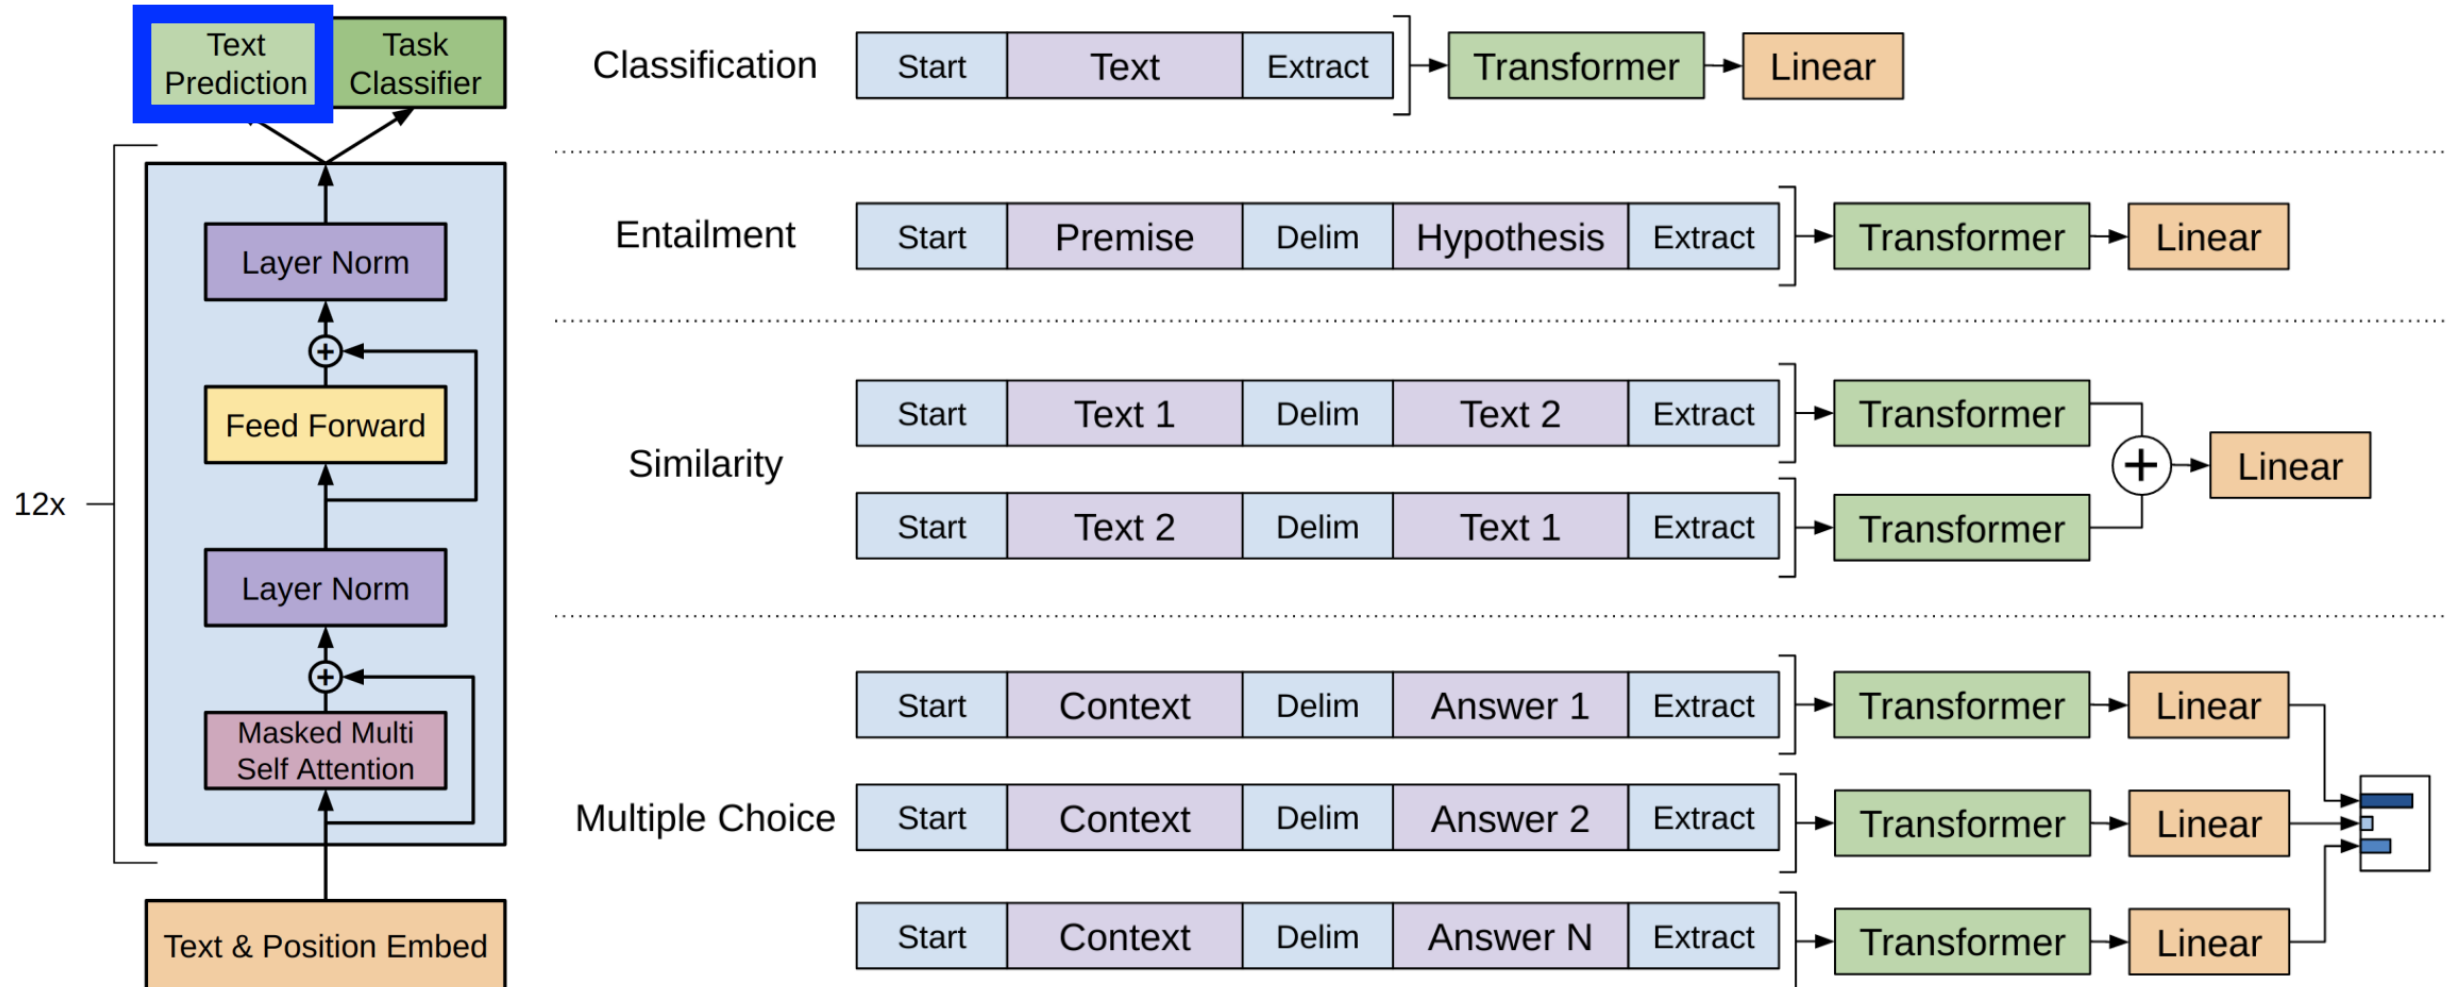 Text
Prediction
Task
Classifier
12x
Layer Norm
+
Feed Forward
Layer Norm
+
Masked Multi
Self Attention
Text & Position Embed
Classification
Start Text Extract Transformer Linear
Entailment
Start Premise Delim Hypothesis Extract Transformer Linear
Similarity
Start Text 1 Delim Text 2 Extract Transformer
+ Linear
Start Text 2 Delim Text 1 Extract Transformer
Multiple Choice
Start Context Delim Answer 1 Extract Transformer Linear
Start Context Delim Answer 2 Extract Transformer Linear
Start Context Delim Answer N Extract Transformer Linear